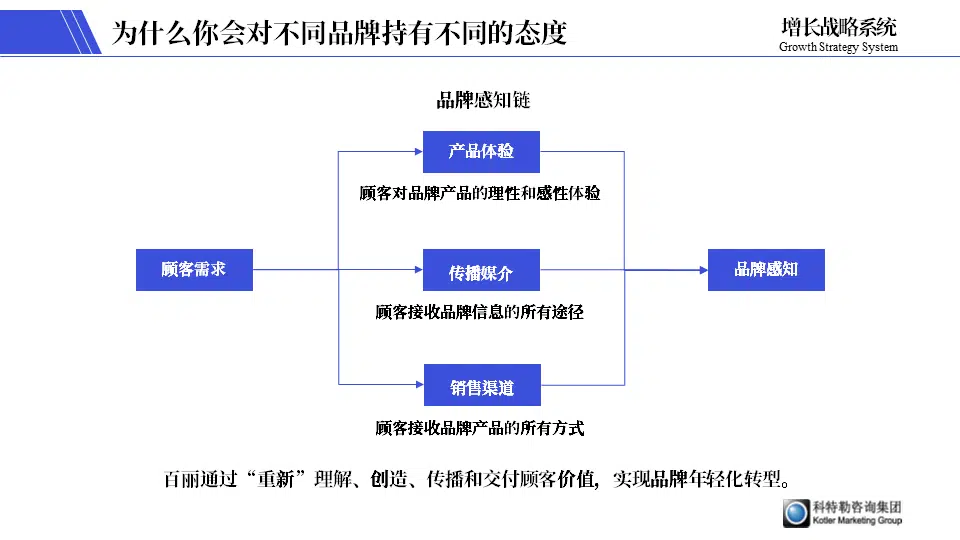 为什么你会对不同品牌持有不同的态度
增长战略系统
Growth Strategy System
品牌感知链
产品体验
顾客对品牌产品的理性和感性体验
顾客需求
传播媒介
品牌感知
顾客接收品牌信息的所有途径
销售渠道
顾客接收品牌产品的所有方式
百丽通过“重新”理解、创造、传播和交付顾客价值，实现品牌年轻化转型。
科特勒咨询集团
Kotler Marketing Group